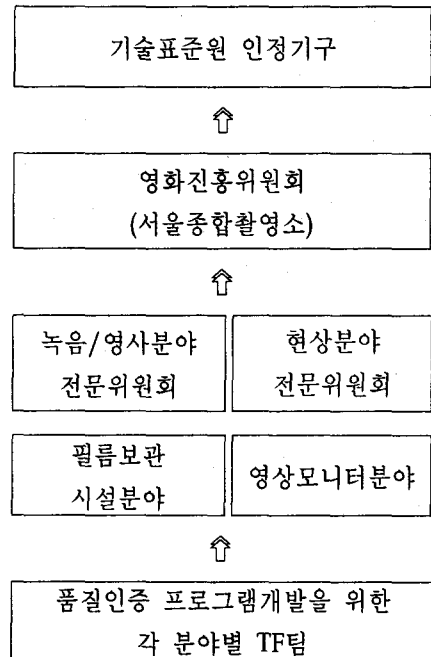 기술표준원 인정기구
⇧
영화진흥위원회
(서울종합촬영소)
⇧
녹음/영사분야
전문위원회
현상분야
전문위원회
필름보관
시설분야
영상모니터분야
⇧
품질인증 프로그램개발을 위한
각 분야별 TF팀